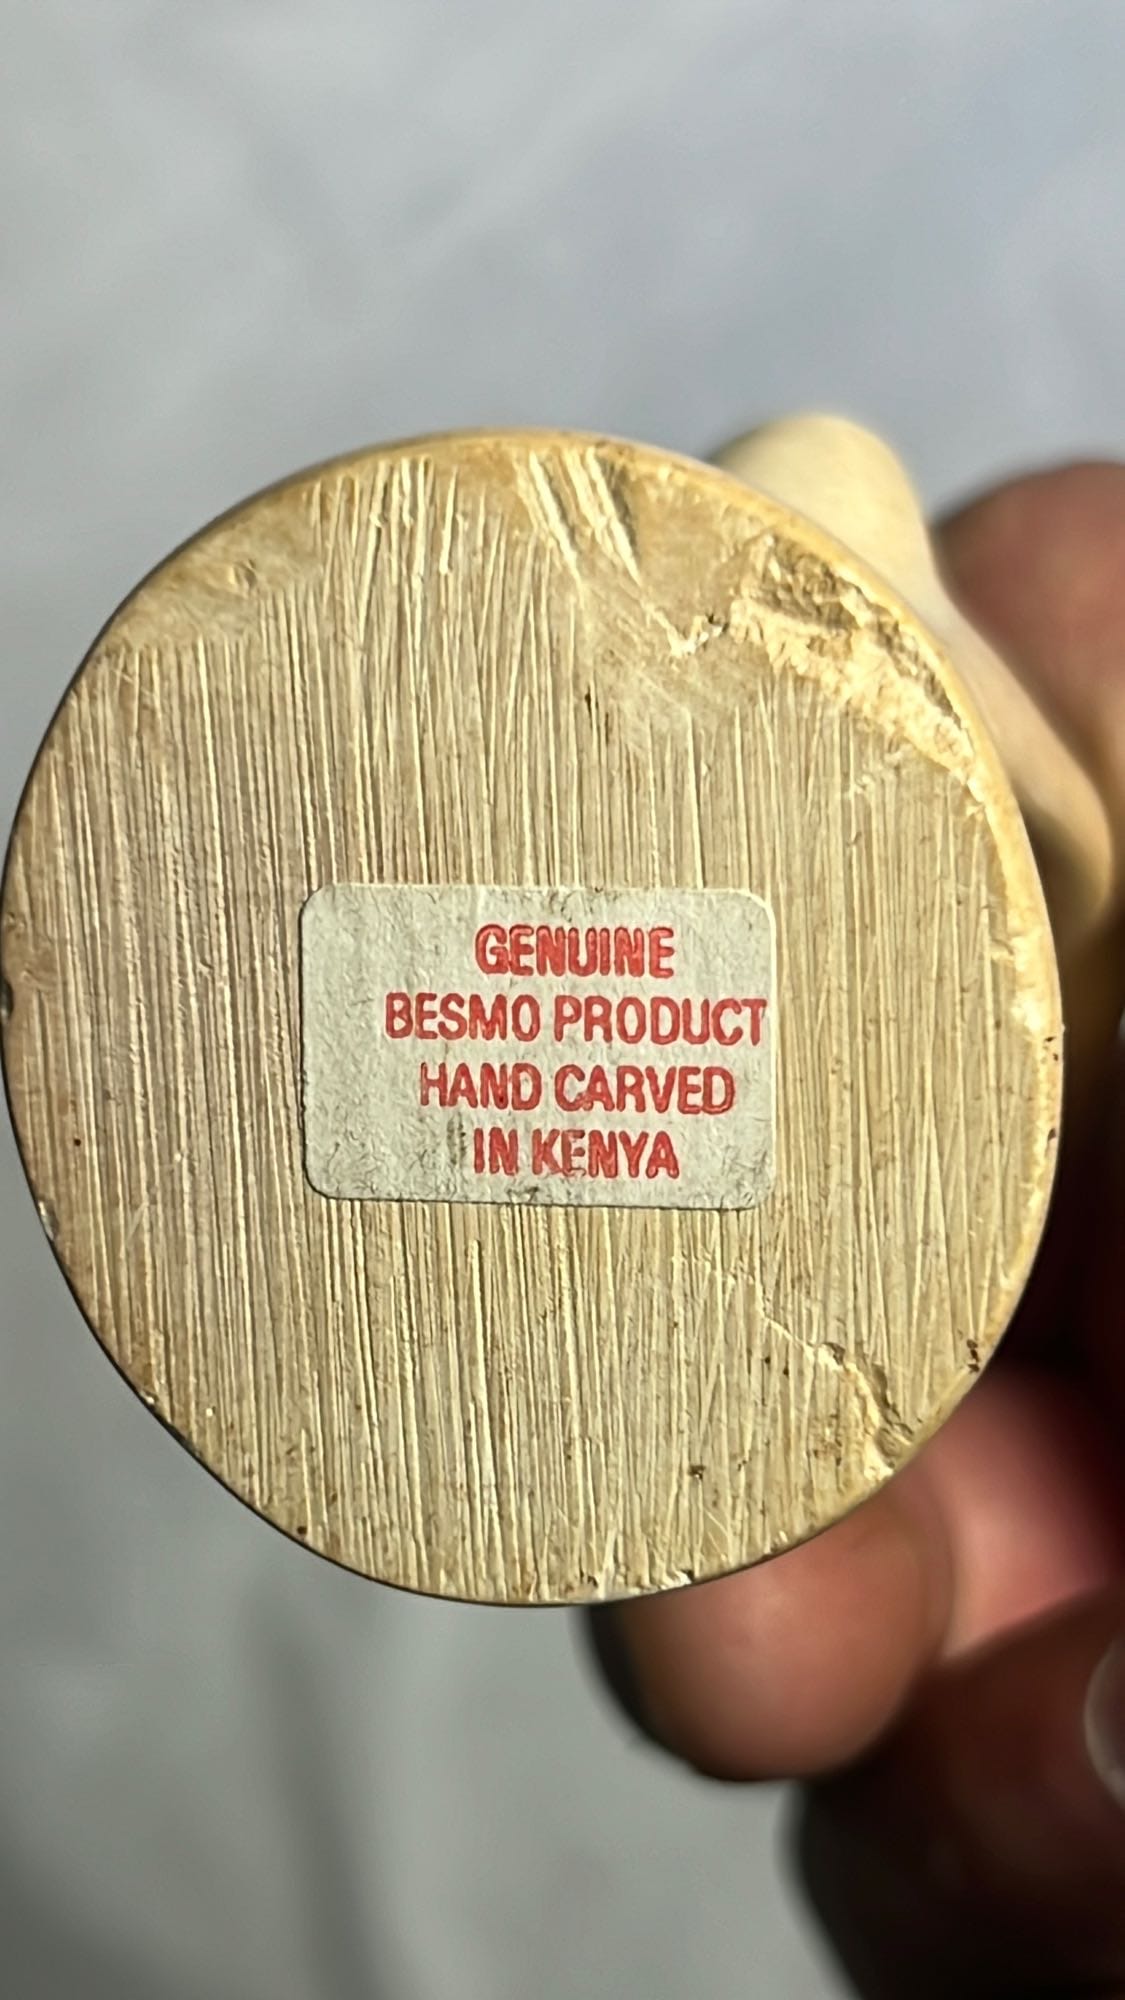 GENUINE
BESMO PRODUCT
HAND CARVED
IN KENYA